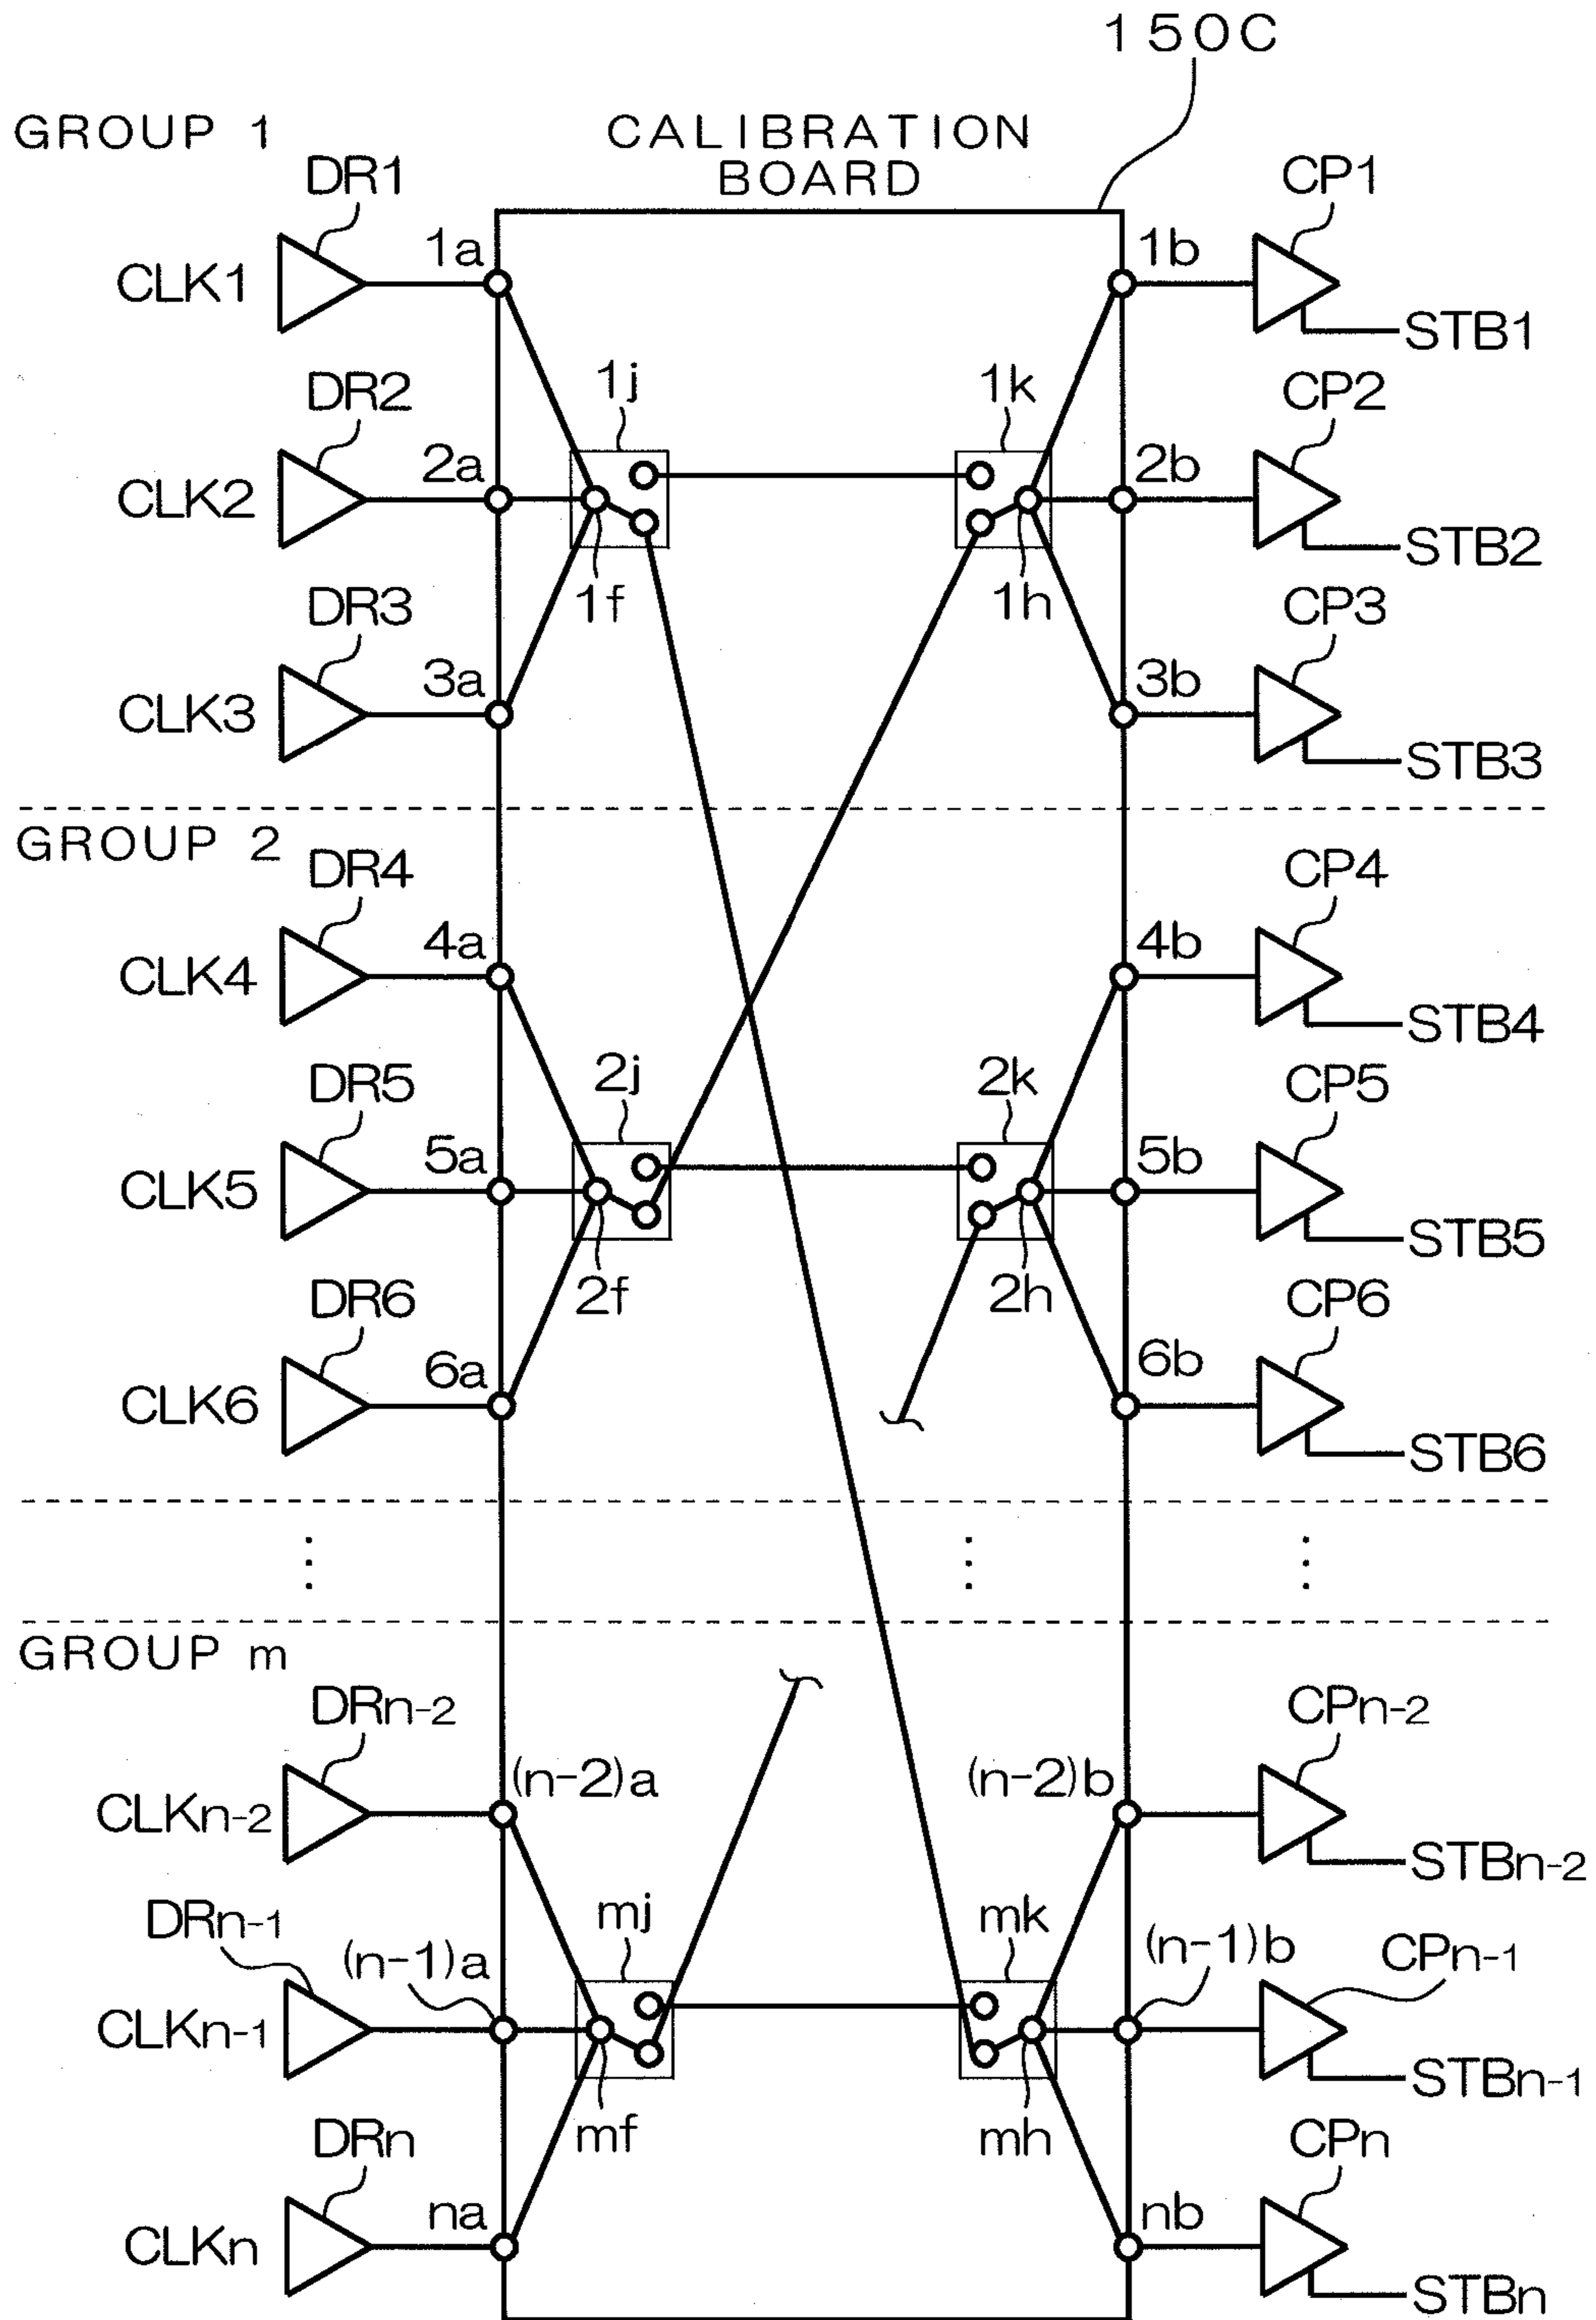 150C
GROUP 1
CALIBRATION
BOARD
DR1
CP1
1a
1b
CLK1
STB1
DR2
1j
1k
CP2
2a
2b
CLK2
STB2
1f
1h
DR3
CP3
3a
3b
CLK3
STB3
GROUP 2
DR4
CP4
4a
4b
CLK4
STB4
DR5
2j
2k
CP5
5a
5b
CLK5
STB5
2f
2h
DR6
CP6
6a
6b
CLK6
STB6
GROUP m
DRn-2
CPn-2
(n-2)a
(n-2)b
CLKn-2
STBn-2
DRn-1
mj
mk
CPn-1
(n-1)a
(n-1)b
CLKn-1
STBn-1
mf
mh
DRn
CPn
na
nb
CLKn
STBn